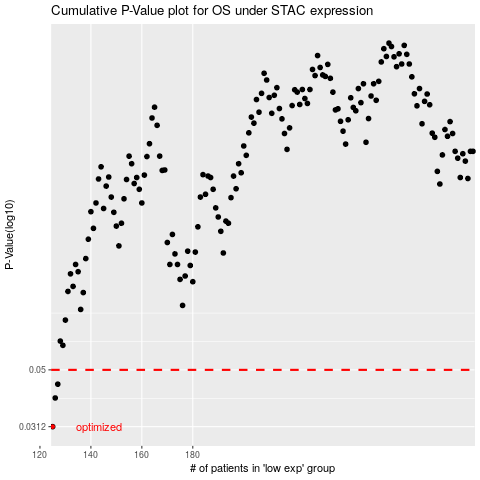 Cumulative P-Value plot for OS under STAC expression
P-Value(log10)
0.05
0.0312
optimized
120 140 160 180
# of patients in 'low exp' group